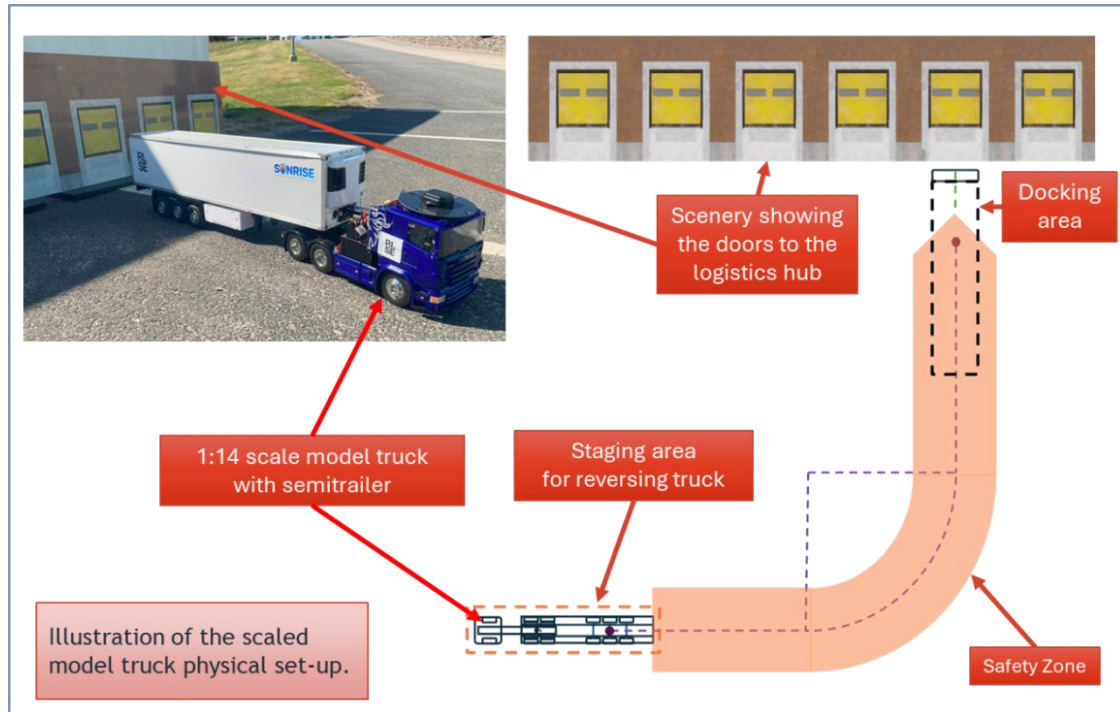 SUNRISE
Scenery showing
the doors to the
logistics hub
Docking
area
1:14 scale model truck
with semitrailer
Staging area
for reversing truck
Illustration of the scaled
model truck physical set-up.
Safety Zone